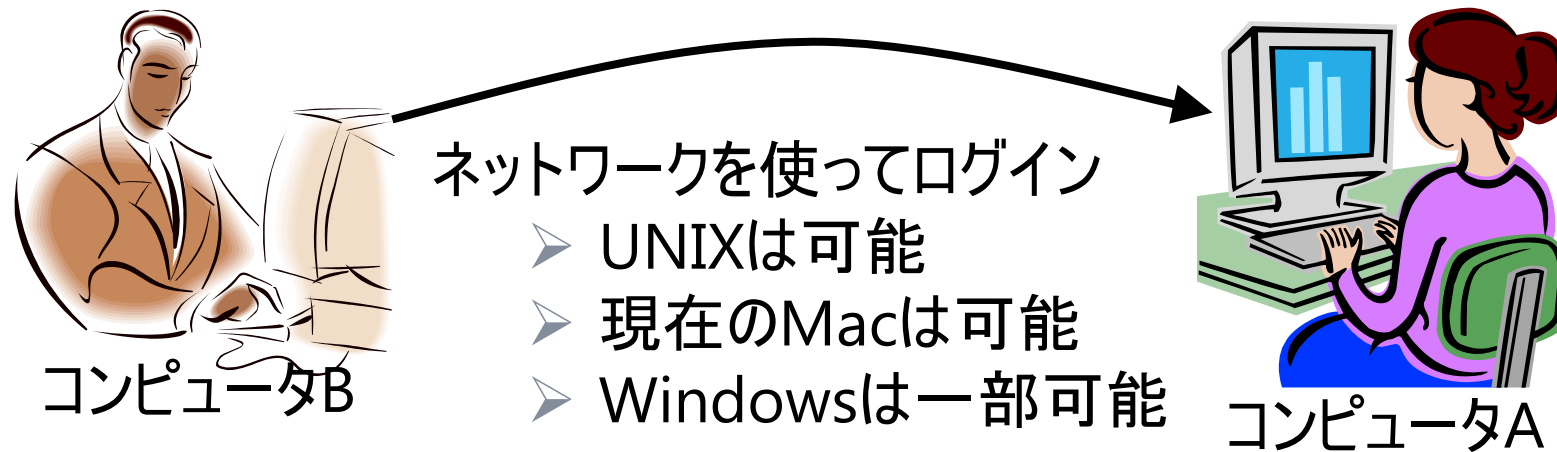 ネットワークを使ってログイン
➢ UNIXは可能
➢ 現在のMacは可能
➢ Windowsは一部可能
コンピュータB
コンピュータA